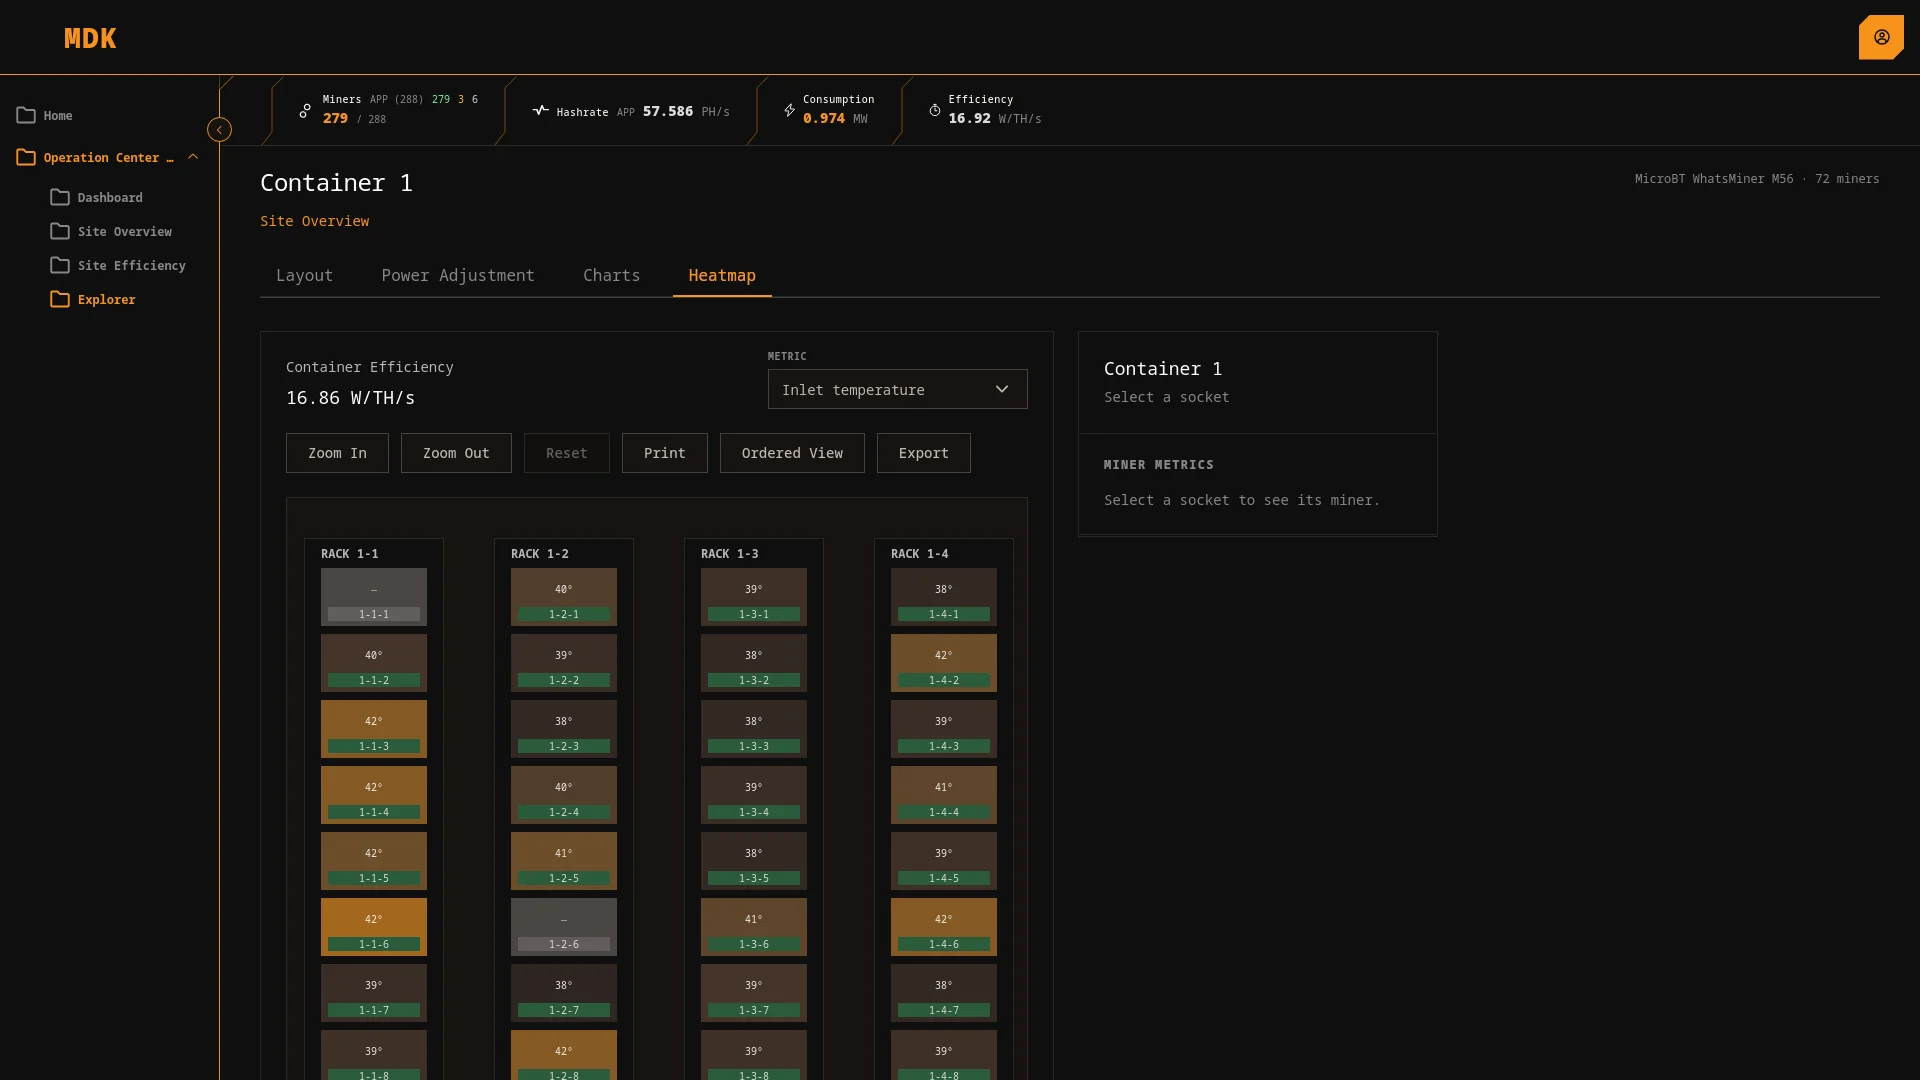 MDK
Home
Operation Center …
Dashboard
Site Overview
Site Efficiency
Explorer
Miners APP (288) 279 3 6
279 / 288
Hashrate APP 57.586 PH/s
Consumption
0.974 MW
Efficiency
16.92 W/TH/s
Container 1
MicroBT WhatsMiner M56 · 72 miners
Site Overview
Layout Power Adjustment Charts Heatmap
Container Efficiency
16.86 W/TH/s
METRIC
Inlet temperature
Zoom In Zoom Out Reset Print Ordered View Export
RACK 1-1 RACK 1-2 RACK 1-3 RACK 1-4
— 40° 39° 38°
1-1-1 1-2-1 1-3-1 1-4-1
40° 39° 38° 42°
1-1-2 1-2-2 1-3-2 1-4-2
42° 38° 38° 39°
1-1-3 1-2-3 1-3-3 1-4-3
42° 40° 39° 41°
1-1-4 1-2-4 1-3-4 1-4-4
42° 41° 38° 39°
1-1-5 1-2-5 1-3-5 1-4-5
42° — 41° 42°
1-1-6 1-2-6 1-3-6 1-4-6
39° 38° 39° 38°
1-1-7 1-2-7 1-3-7 1-4-7
39° 42° 39° 39°
1-1-8 1-2-8 1-3-8 1-4-8
Container 1
Select a socket
MINER METRICS
Select a socket to see its miner.